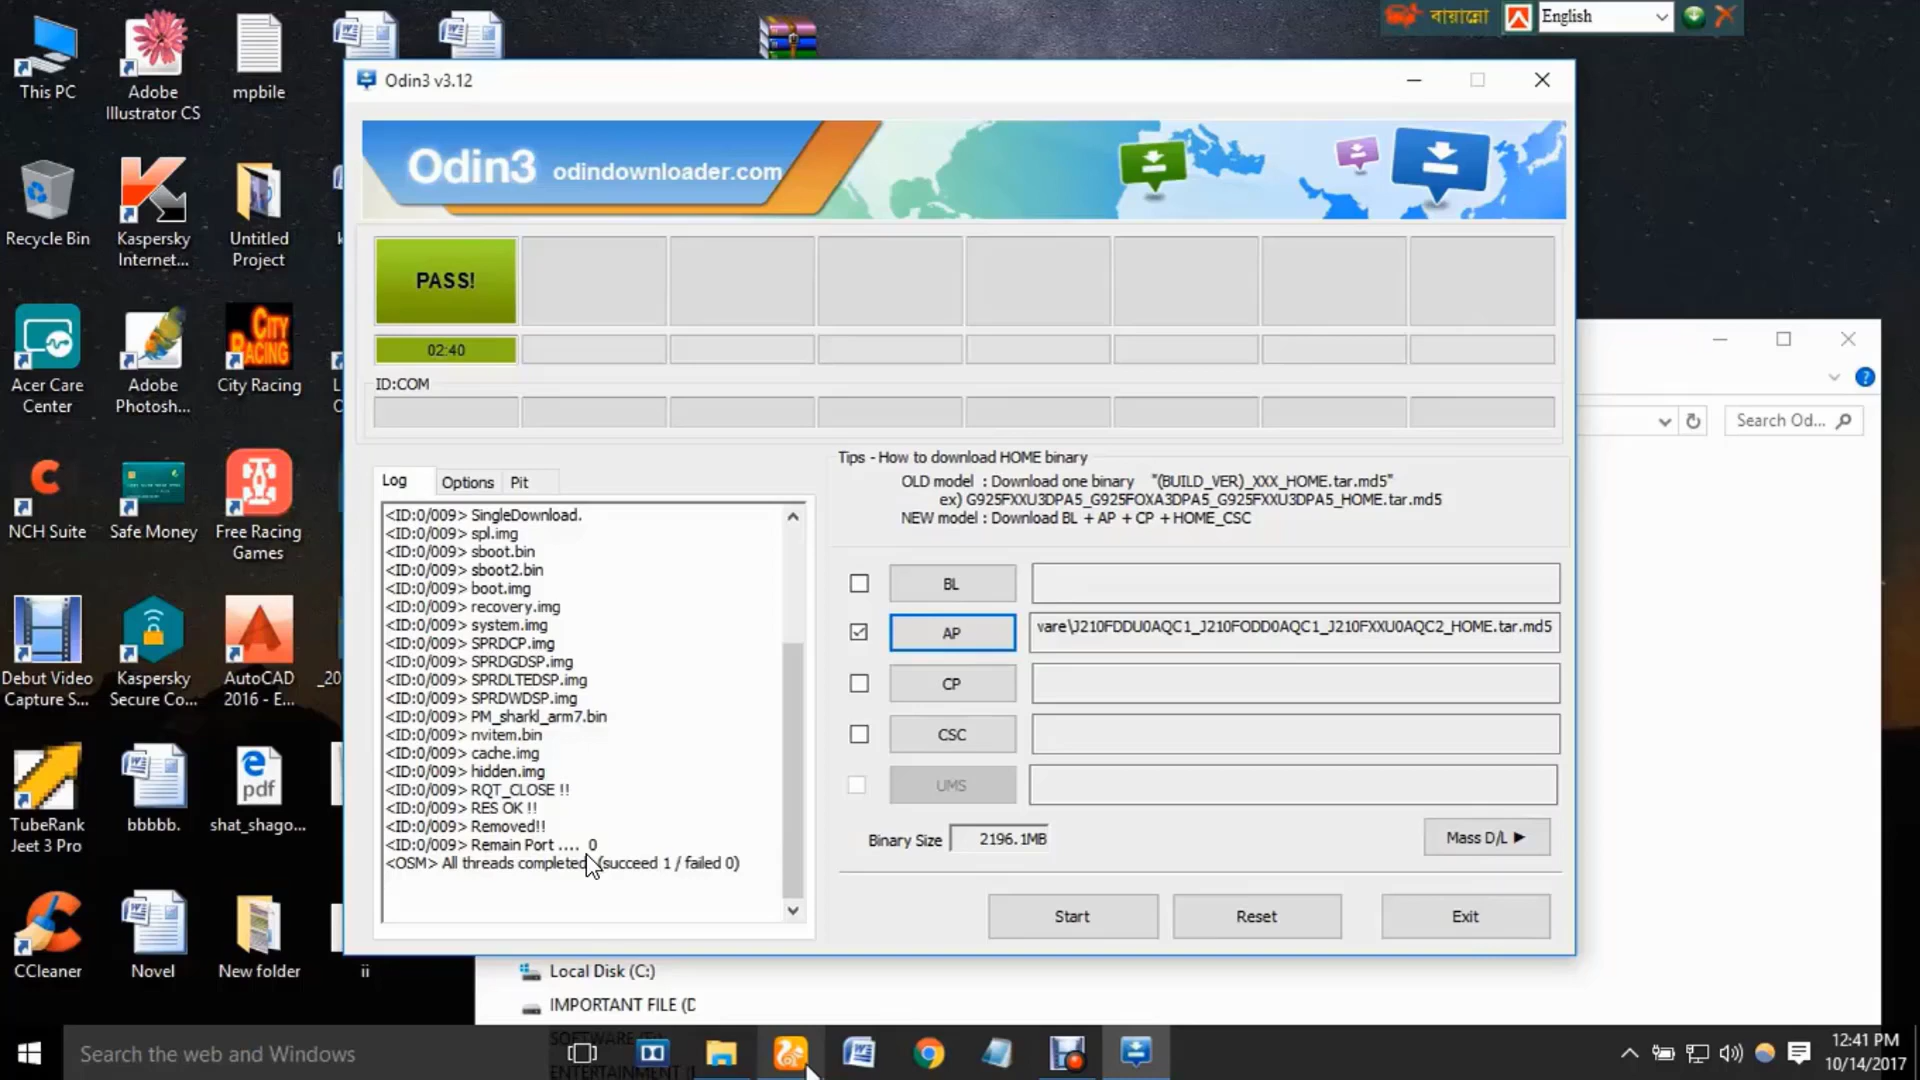 বায়ান্নো
English
This PC
Adobe
Illustrator CS
mpbile
Recycle Bin
Kaspersky
Internet...
Untitled
Project
Acer Care
Center
Adobe
Photosh...
CITY
RACING
City Racing
NCH Suite
Safe Money
Free Racing
Games
Debut Video
Capture S...
Kaspersky
Secure Co...
AutoCAD
2016 - E...
_20
TubeRank
Jeet 3 Pro
bbbbb.
pdf
shat_shago...
CCleaner
Novel
New folder
ii
Odin3 v3.12
Odin3 odindownloader.com
PASS!
02:40
ID:COM
Log
Options
Pit
<ID:0/009> SingleDownload.
<ID:0/009> spl.img
<ID:0/009> sboot.bin
<ID:0/009> sboot2.bin
<ID:0/009> boot.img
<ID:0/009> recovery.img
<ID:0/009> system.img
<ID:0/009> SPRDCP.img
<ID:0/009> SPRDGDSP.img
<ID:0/009> SPRDLTEDSP.img
<ID:0/009> SPRDWDSP.img
<ID:0/009> PM_sharkl_arm7.bin
<ID:0/009> nvitem.bin
<ID:0/009> cache.img
<ID:0/009> hidden.img
<ID:0/009> RQT_CLOSE !!
<ID:0/009> RES OK !!
<ID:0/009> Removed!!
<ID:0/009> Remain Port .... 0
<OSM> All threads completed. (succeed 1 / failed 0)
Tips - How to download HOME binary
OLD model : Download one binary "(BUILD_VER)_XXX_HOME.tar.md5"
ex) G925FXXU3DPA5_G925FOXA3DPA5_G925FXXU3DPA5_HOME.tar.md5
NEW model : Download BL + AP + CP + HOME_CSC
BL
AP
vare\J210FDDU0AQC1_J210FODD0AQC1_J210FXXU0AQC2_HOME.tar.md5
CP
CSC
UMS
Binary Size 2196.1MB
Mass D/L ▶
Start
Reset
Exit
Search Od...
Local Disk (C:)
IMPORTANT FILE (D
Search the web and Windows
12:41 PM
10/14/2017